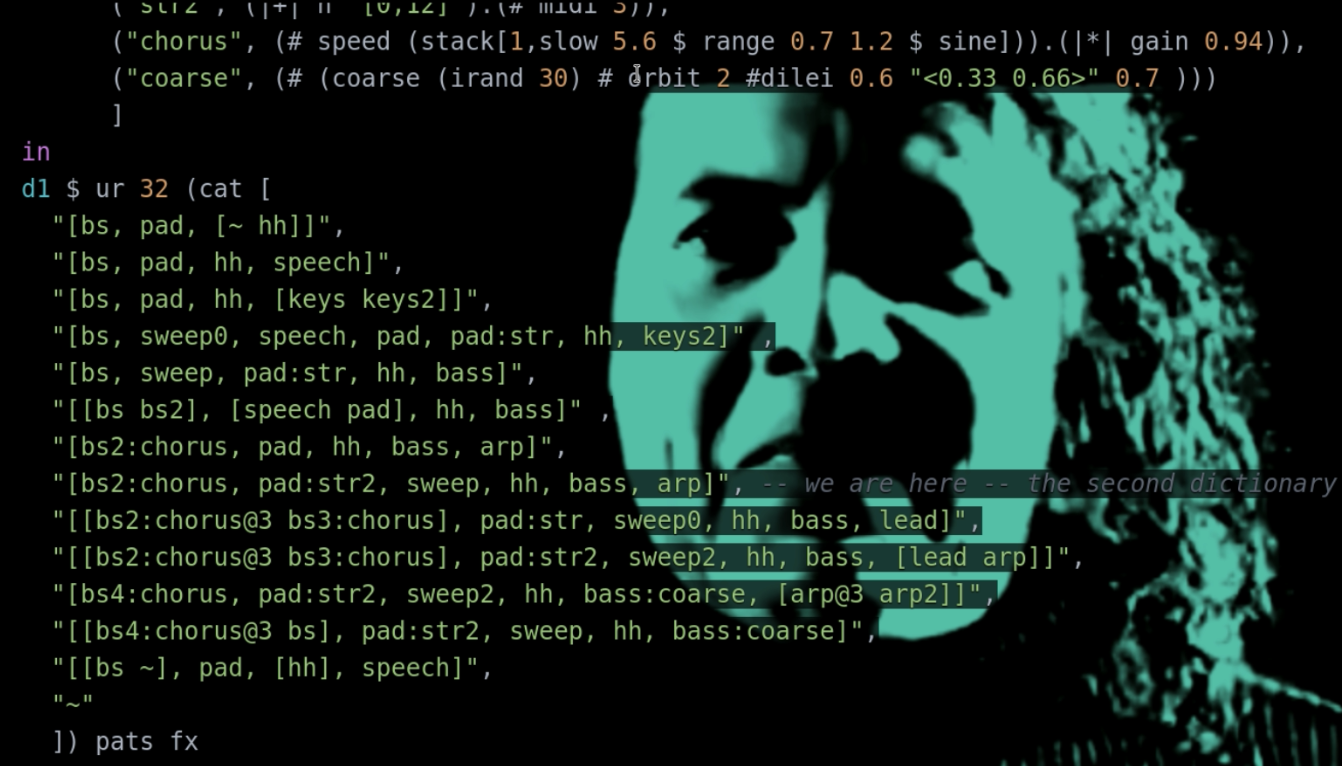 ("str2", (|+| n "[0,12]").(# midi 3)),
("chorus", (# speed (stack[1,slow 5.6 $ range 0.7 1.2 $ sine])).(|*| gain 0.94)),
("coarse", (# (coarse (irand 30) # orbit 2 #dilei 0.6 "<0.33 0.66>" 0.7 )))
]
in
d1 $ ur 32 (cat [
"[bs, pad, [~ hh]]",
"[bs, pad, hh, speech]",
"[bs, pad, hh, [keys keys2]]",
"[bs, sweep0, speech, pad, pad:str, hh, keys2]" ,
"[bs, sweep, pad:str, hh, bass]",
"[[bs bs2], [speech pad], hh, bass]" ,
"[bs2:chorus, pad, hh, bass, arp]",
"[bs2:chorus, pad:str2, sweep, hh, bass, arp]", -- we are here -- the second dictionary
"[[bs2:chorus@3 bs3:chorus], pad:str, sweep0, hh, bass, lead]",
"[[bs2:chorus@3 bs3:chorus], pad:str2, sweep2, hh, bass, [lead arp]]",
"[bs4:chorus, pad:str2, sweep2, hh, bass:coarse, [arp@3 arp2]]",
"[[bs4:chorus@3 bs], pad:str2, sweep, hh, bass:coarse]",
"[[bs ~], pad, [hh], speech]",
"~"
]) pats fx